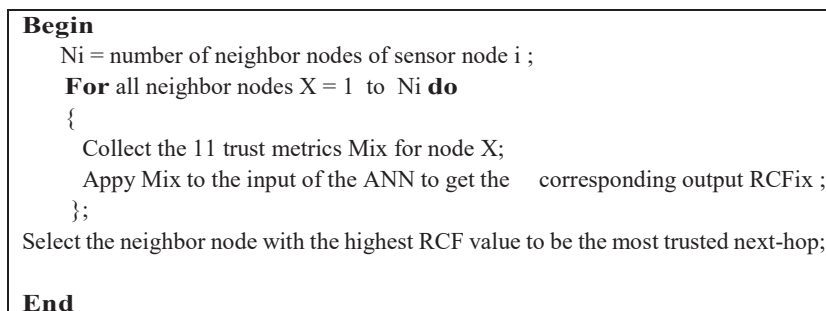 Begin
Ni = number of neighbor nodes of sensor node i ;
For all neighbor nodes X = 1 to Ni do
{
Collect the 11 trust metrics Mix for node X;
Appy Mix to the input of the ANN to get the corresponding output RCFix ;
};
Select the neighbor node with the highest RCF value to be the most trusted next-hop;
End